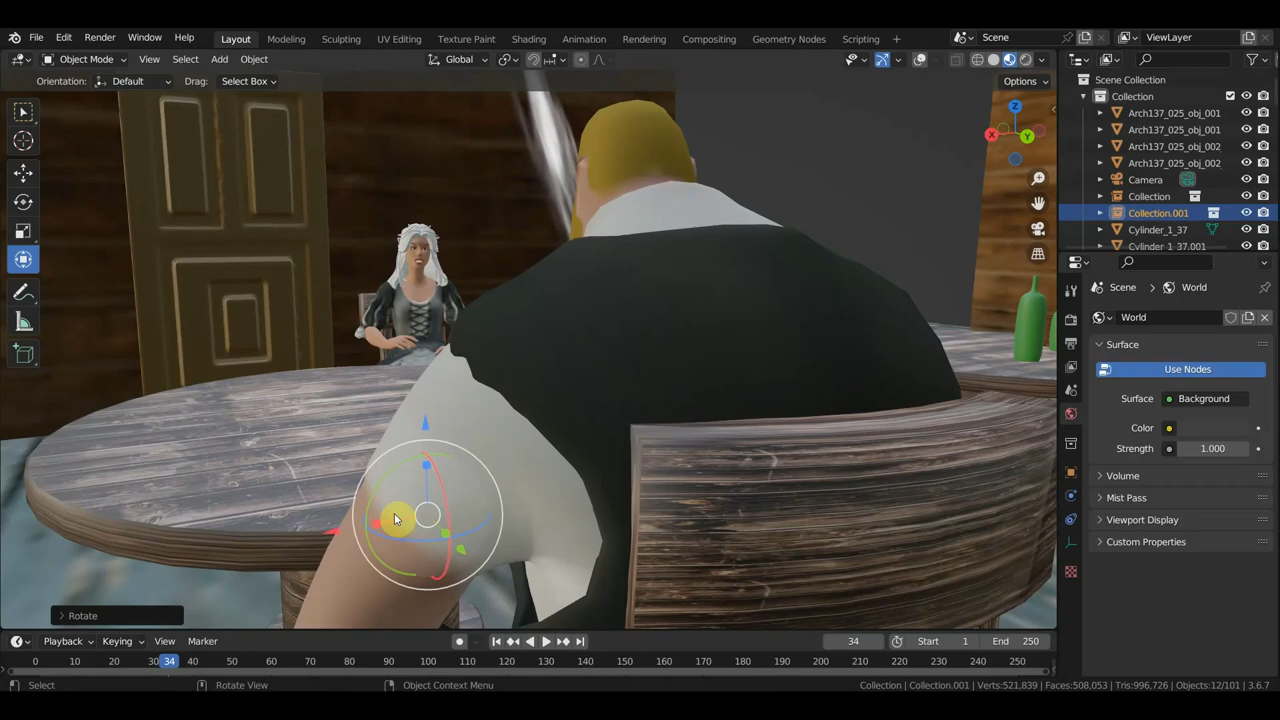 File Edit Render Window Help Layout Modeling Sculpting UV Editing Texture Paint Shading Animation Rendering Compositing Geometry Nodes Scripting + Scene ViewLayer
Object Mode View Select Add Object Global
Orientation: Default Drag: Select Box Options
X Y Z
Scene Collection
Collection
Arch137_025_obj_001
Arch137_025_obj_001
Arch137_025_obj_002
Arch137_025_obj_002
Camera
Collection
Collection.001
Cylinder_1_37
Cylinder_1_37.001
Scene > World
World
Surface
Use Nodes
Surface Background
Color
Strength 1.000
Volume
Mist Pass
Viewport Display
Custom Properties
Rotate
Playback Keying View Marker 34 Start 1 End 250
0 10 20 30 34 40 50 60 70 80 90 100 110 120 130 140 150 160 170 180 190 200 210 220 230 240 250
Select Rotate View Object Context Menu Collection | Collection.001 | Verts:521,839 | Faces:508,053 | Tris:996,726 | Objects:12/101 | 3.6.7